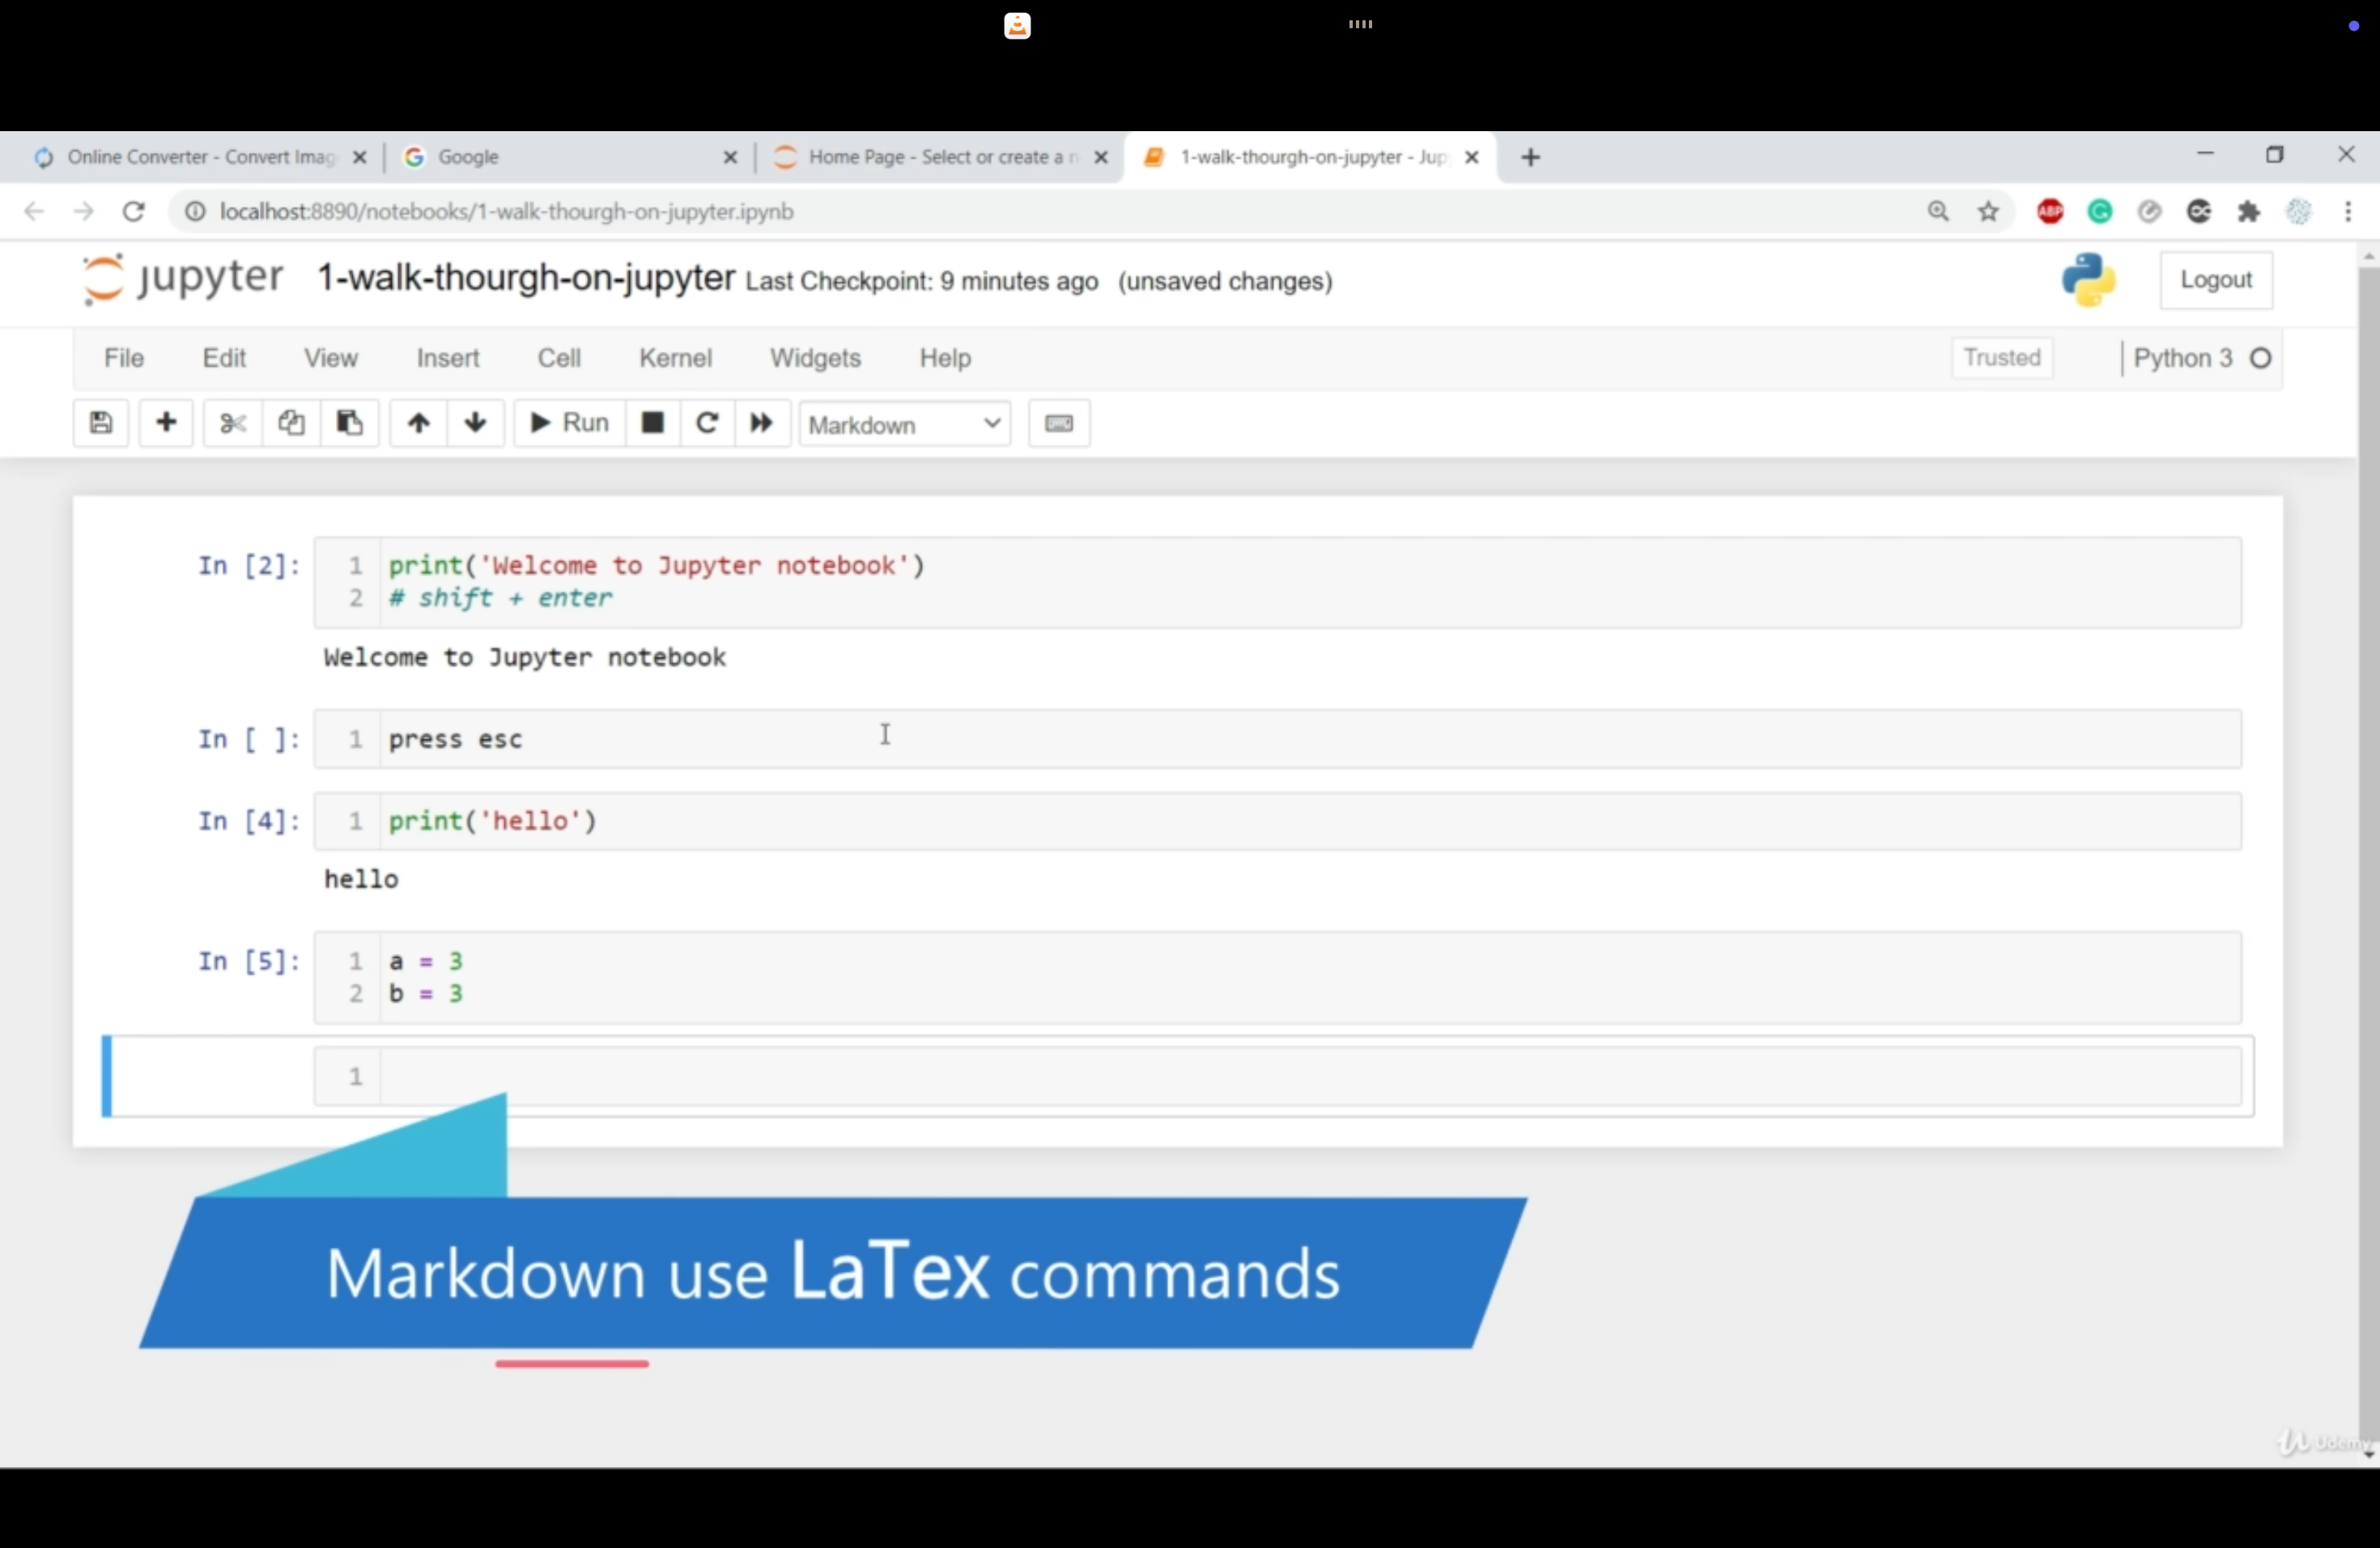 Online Converter - Convert Imag
Google
Home Page - Select or create a n
1-walk-thourgh-on-jupyter - Jup
localhost:8890/notebooks/1-walk-thourgh-on-jupyter.ipynb
ABP
jupyter 1-walk-thourgh-on-jupyter Last Checkpoint: 9 minutes ago (unsaved changes)
Logout
File Edit View Insert Cell Kernel Widgets Help
Trusted
Python 3
Run
Markdown
In [2]:
1 print('Welcome to Jupyter notebook')
2 # shift + enter
Welcome to Jupyter notebook
In [ ]:
1 press esc
In [4]:
1 print('hello')
hello
In [5]:
1 a = 3
2 b = 3
1
Markdown use LaTex commands
Udemy